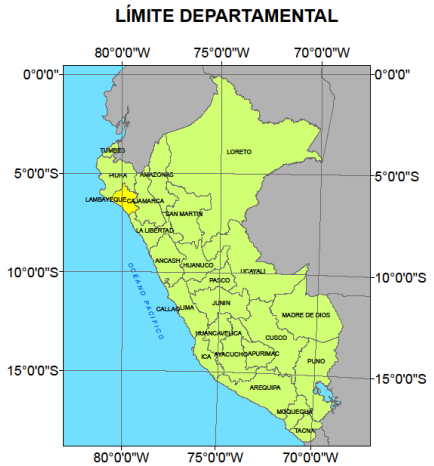 LÍMITE DEPARTAMENTAL
80°0'0"W 75°0'0"W 70°0'0"W
0°0'0" 0°0'0"
LORETO
TUMBES
5°0'0"S PIURA AMAZONAS 5°0'0"S
LAMBAYEQUE CAJAMARCA
SAN MARTIN
LA LIBERTAD
ANCASH HUANUCO
10°0'0"S UCAYALI 10°0'0"S
PASCO
OCEANO PACIFICO
CALLAO LIMA JUNIN
MADRE DE DIOS
HUANCAVELICA CUSCO
ICA AYACUCHO APURIMAC PUNO
15°0'0"S 15°0'0"S
AREQUIPA
MOQUEGUA
TACNA
80°0'0"W 75°0'0"W 70°0'0"W